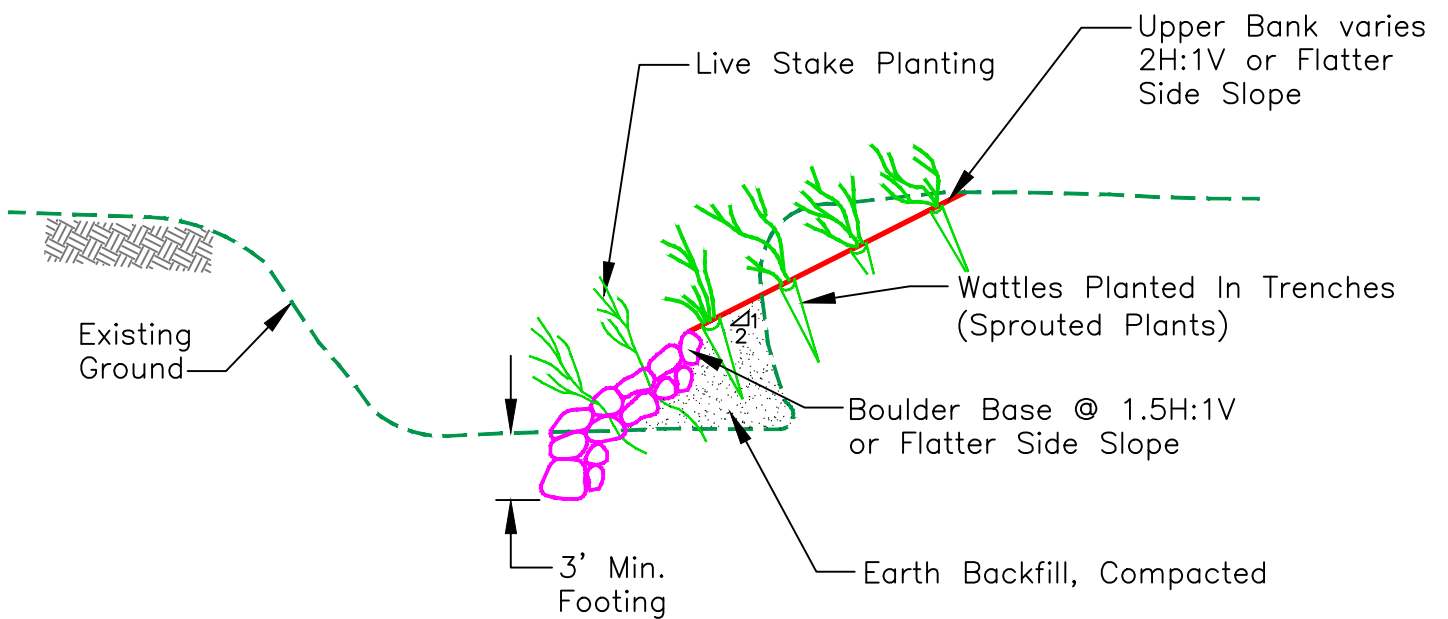 Upper Bank varies
2H:1V or Flatter
Side Slope
Live Stake Planting
Wattles Planted In Trenches
(Sprouted Plants)
1
2
Existing
Ground
Boulder Base @ 1.5H:1V
or Flatter Side Slope
3' Min.
Footing
Earth Backfill, Compacted